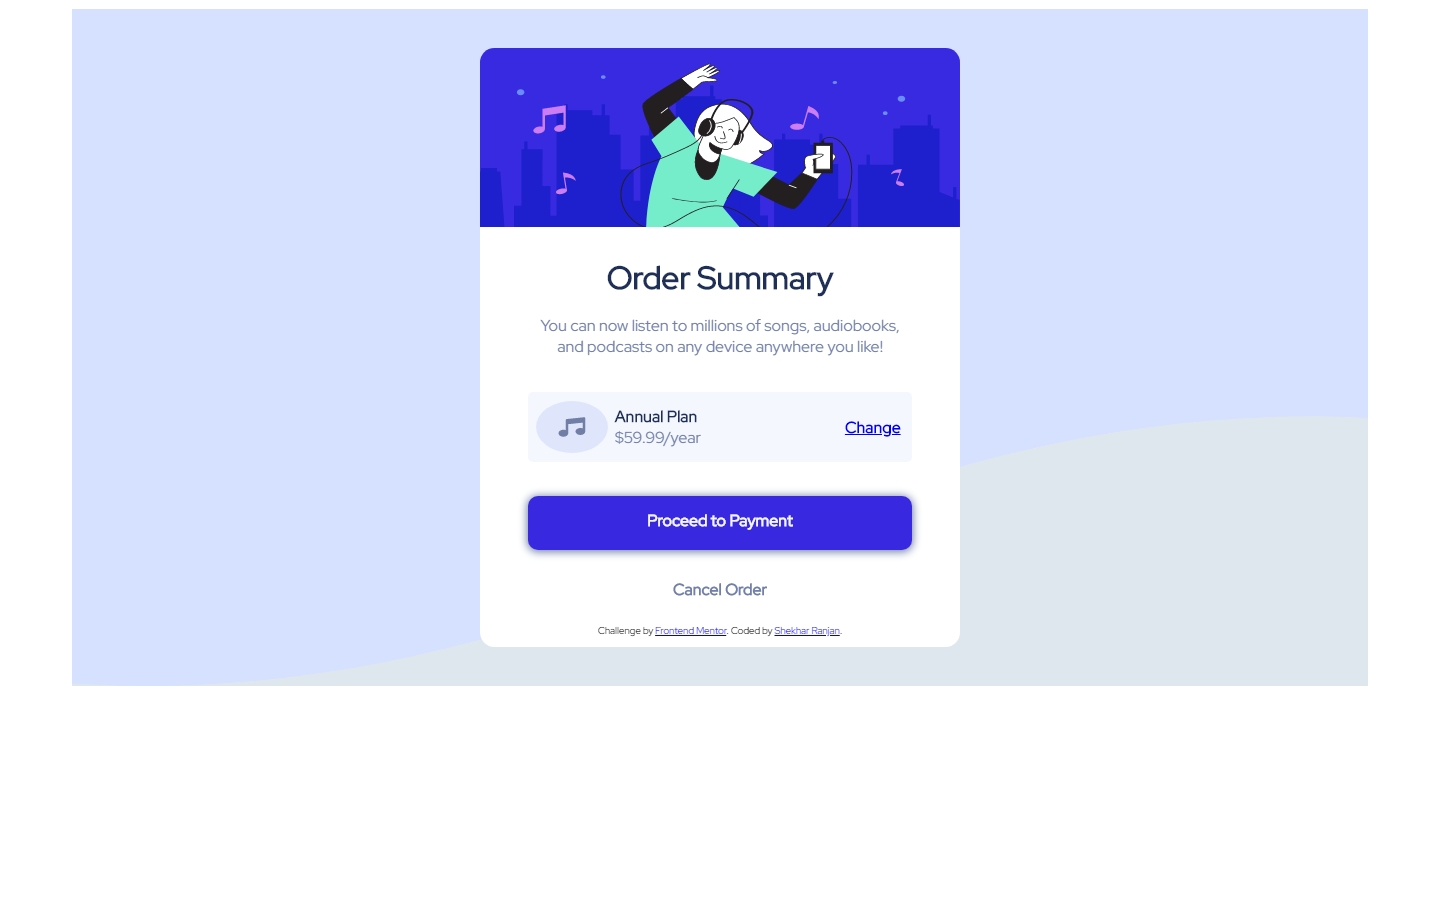 Order Summary
You can now listen to millions of songs, audiobooks,
and podcasts on any device anywhere you like!
Annual Plan
$59.99/year
Change
Proceed to Payment
Cancel Order
Challenge by Frontend Mentor. Coded by Shekhar Ranjan.